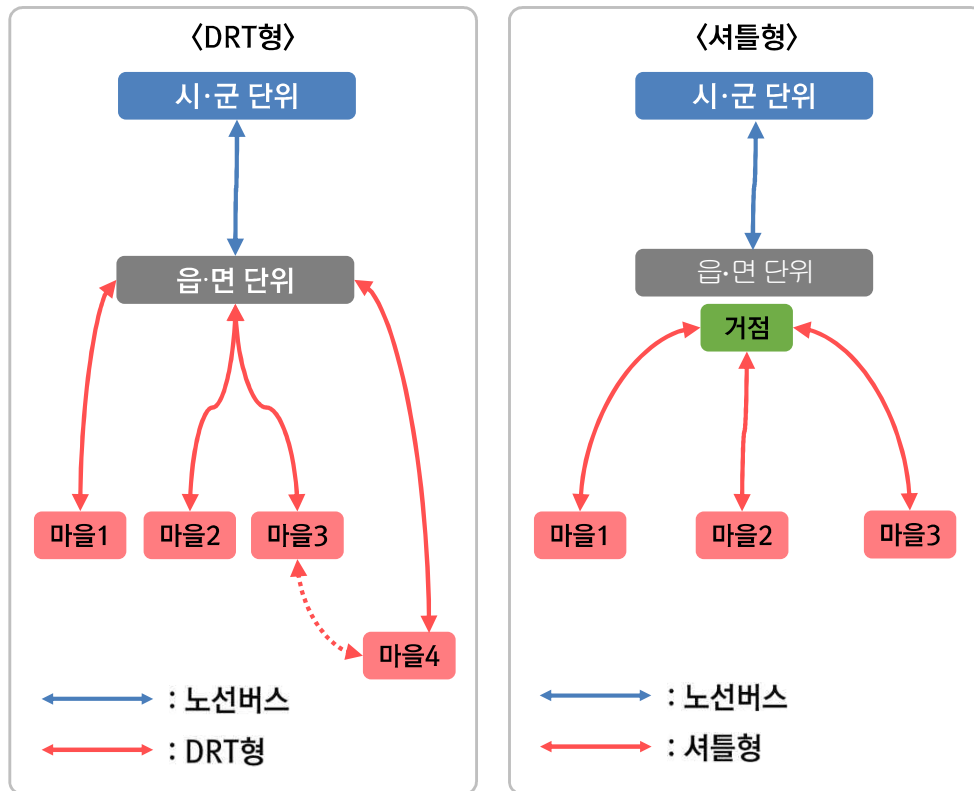 〈DRT형〉
시·군 단위
읍·면 단위
마을1
마을2
마을3
마을4
: 노선버스
: DRT형
〈셔틀형〉
시·군 단위
읍·면 단위
거점
마을1
마을2
마을3
: 노선버스
: 셔틀형